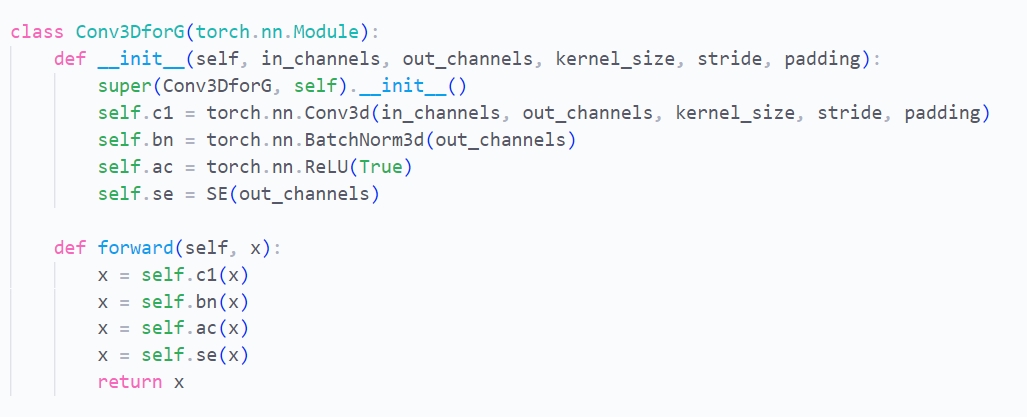 class Conv3DforG(torch.nn.Module):
    def __init__(self, in_channels, out_channels, kernel_size, stride, padding):
        super(Conv3DforG, self).__init__()
        self.c1 = torch.nn.Conv3d(in_channels, out_channels, kernel_size, stride, padding)
        self.bn = torch.nn.BatchNorm3d(out_channels)
        self.ac = torch.nn.ReLU(True)
        self.se = SE(out_channels)

    def forward(self, x):
        x = self.c1(x)
        x = self.bn(x)
        x = self.ac(x)
        x = self.se(x)
        return x